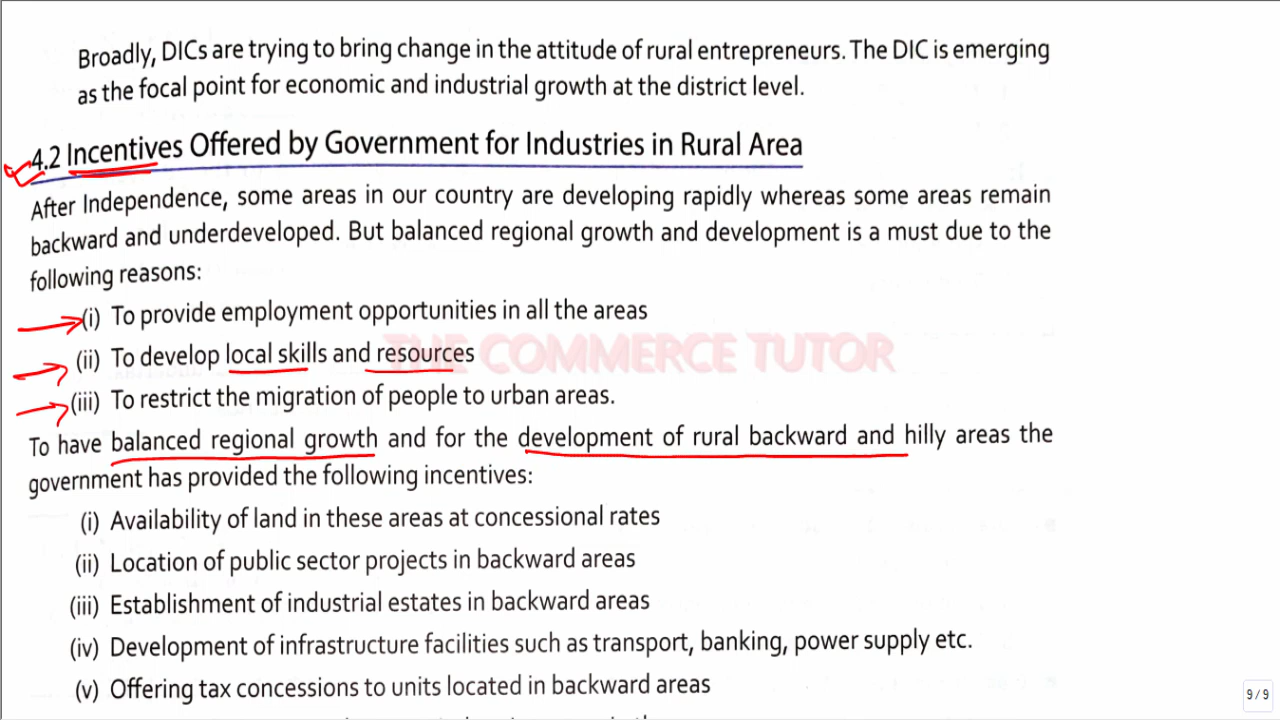 Broadly, DICs are trying to bring change in the attitude of rural entrepreneurs. The DIC is emerging
as the focal point for economic and industrial growth at the district level.
4.2 Incentives Offered by Government for Industries in Rural Area
After Independence, some areas in our country are developing rapidly whereas some areas remain
backward and underdeveloped. But balanced regional growth and development is a must due to the
following reasons:
(i) To provide employment opportunities in all the areas
(ii) To develop local skills and resources
THE COMMERCE TUTOR
(iii) To restrict the migration of people to urban areas.
To have balanced regional growth and for the development of rural backward and hilly areas the
government has provided the following incentives:
(i) Availability of land in these areas at concessional rates
(ii) Location of public sector projects in backward areas
(iii) Establishment of industrial estates in backward areas
(iv) Development of infrastructure facilities such as transport, banking, power supply etc.
(v) Offering tax concessions to units located in backward areas
9 / 9